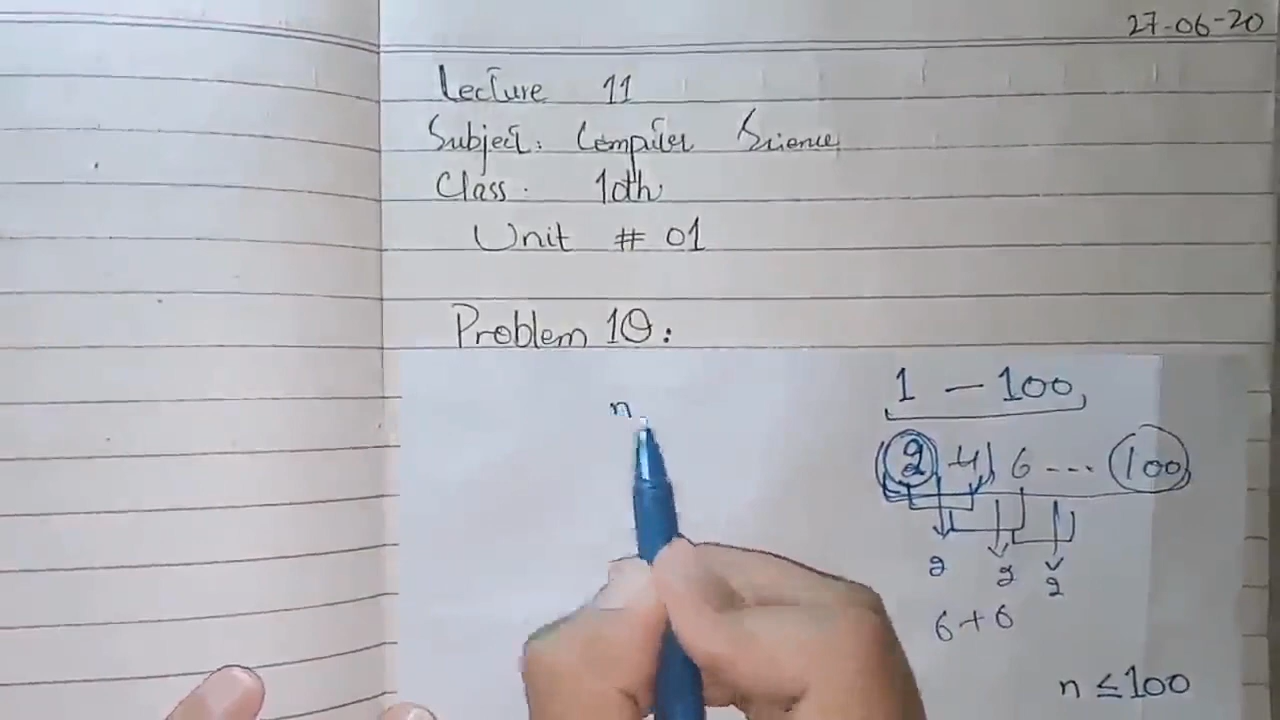 27-06-20
Lecture 11
Subject: Computer Science
Class. 10th
Unit # 01
Problem 10:
1 — 100
n
2 4 6 ... 100
2 2 2
6+6
n ≤ 100